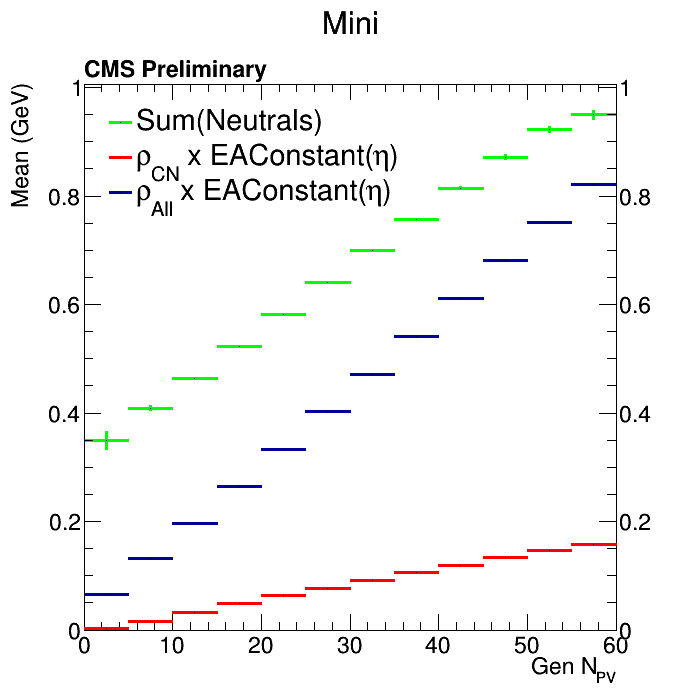 Mini
CMS Preliminary
Mean (GeV)
Sum(Neutrals)
ρCN x EAConstant(η)
ρAll x EAConstant(η)
1 1
0.8 0.8
0.6 0.6
0.4 0.4
0.2 0.2
0 0
0 10 20 30 40 50 60
Gen NPV